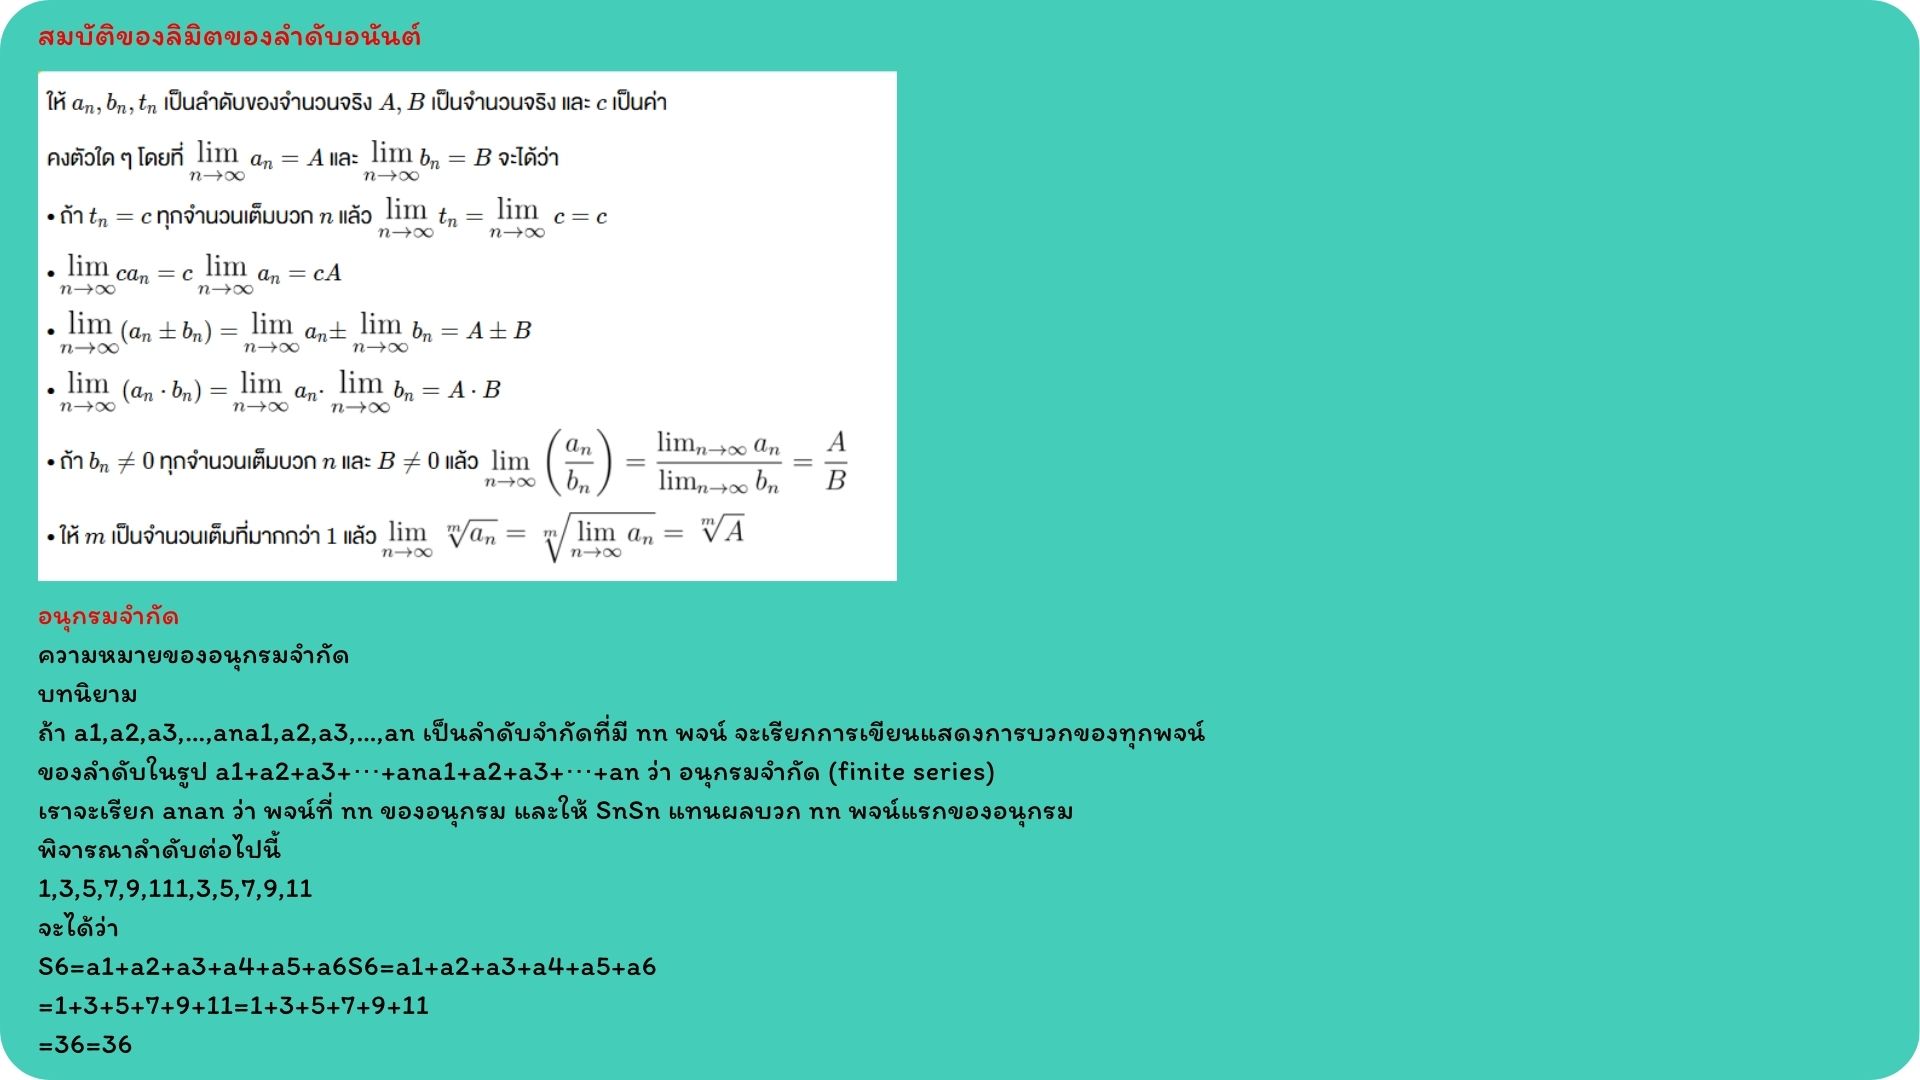 สมบัติของลิมิตของลำดับอนันต์
ให้ $a_n, b_n, t_n$ เป็นลำดับของจำนวนจริง $A, B$ เป็นจำนวนจริง และ $c$ เป็นค่า
คงตัวใด ๆ โดยที่ $\lim_{n\to\infty} a_n = A$ และ $\lim_{n\to\infty} b_n = B$ จะได้ว่า
• ถ้า $t_n = c$ ทุกจำนวนเต็มบวก $n$ แล้ว $\lim_{n\to\infty} t_n = \lim_{n\to\infty} c = c$
• $\lim_{n\to\infty} ca_n = c \lim_{n\to\infty} a_n = cA$
• $\lim_{n\to\infty} (a_n \pm b_n) = \lim_{n\to\infty} a_n \pm \lim_{n\to\infty} b_n = A \pm B$
• $\lim_{n\to\infty} (a_n \cdot b_n) = \lim_{n\to\infty} a_n \cdot \lim_{n\to\infty} b_n = A \cdot B$
• ถ้า $b_n \neq 0$ ทุกจำนวนเต็มบวก $n$ และ $B \neq 0$ แล้ว $\lim_{n\to\infty} \left(\frac{a_n}{b_n}\right) = \frac{\lim_{n\to\infty} a_n}{\lim_{n\to\infty} b_n} = \frac{A}{B}$
• ให้ $m$ เป็นจำนวนเต็มที่มากกว่า 1 แล้ว $\lim_{n\to\infty} \sqrt[m]{a_n} = \sqrt[m]{\lim_{n\to\infty} a_n} = \sqrt[m]{A}$
อนุกรมจำกัด
ความหมายของอนุกรมจำกัด
บทนิยาม
ถ้า a1,a2,a3,…,ana1,a2,a3,…,an เป็นลำดับจำกัดที่มี nn พจน์ จะเรียกการเขียนแสดงการบวกของทุกพจน์
ของลำดับในรูป a1+a2+a3+⋯+ana1+a2+a3+⋯+an ว่า อนุกรมจำกัด (finite series)
เราจะเรียก anan ว่า พจน์ที่ nn ของอนุกรม และให้ SnSn แทนผลบวก nn พจน์แรกของอนุกรม
พิจารณาลำดับต่อไปนี้
1,3,5,7,9,111,3,5,7,9,11
จะได้ว่า
S6=a1+a2+a3+a4+a5+a6S6=a1+a2+a3+a4+a5+a6
=1+3+5+7+9+11=1+3+5+7+9+11
=36=36